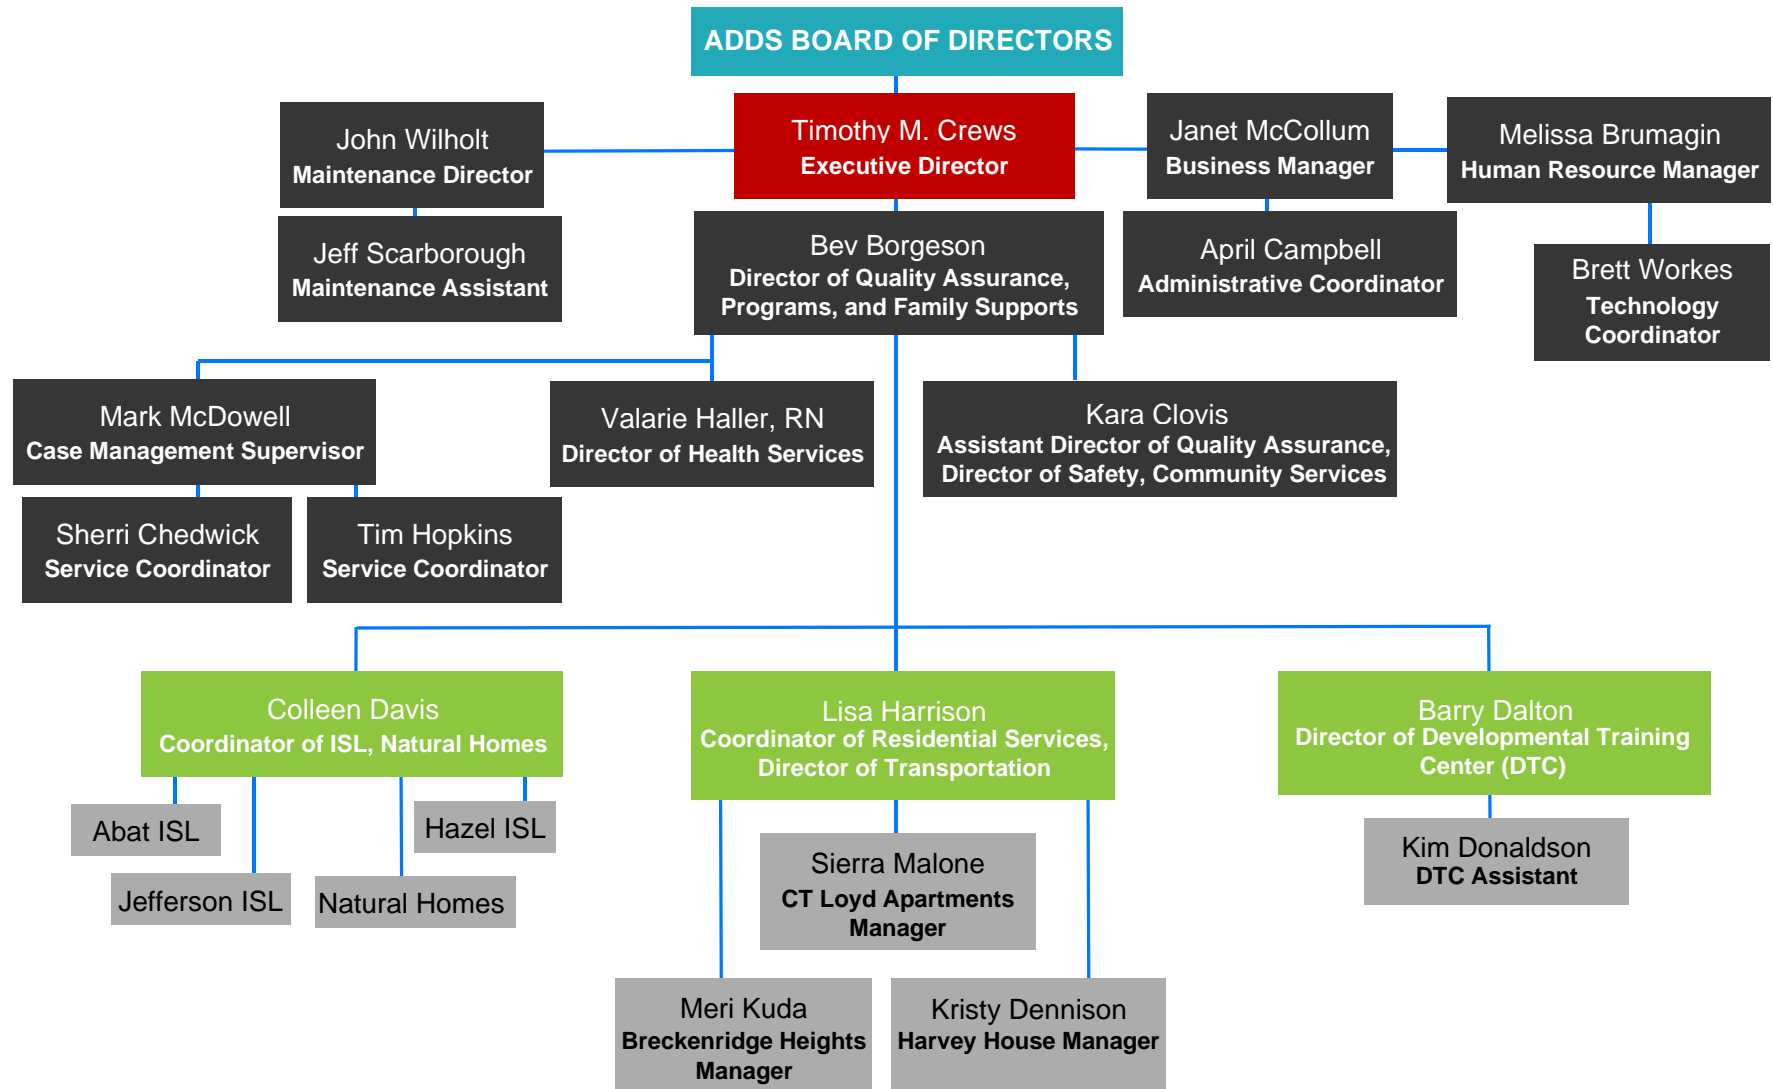 ADDS BOARD OF DIRECTORS
John Wilholt
Maintenance Director
Timothy M. Crews
Executive Director
Janet McCollum
Business Manager
Melissa Brumagin
Human Resource Manager
Jeff Scarborough
Maintenance Assistant
Bev Borgeson
Director of Quality Assurance,
Programs, and Family Supports
April Campbell
Administrative Coordinator
Brett Workes
Technology
Coordinator
Mark McDowell
Case Management Supervisor
Valarie Haller, RN
Director of Health Services
Kara Clovis
Assistant Director of Quality Assurance,
Director of Safety, Community Services
Sherri Chedwick
Service Coordinator
Tim Hopkins
Service Coordinator
Colleen Davis
Coordinator of ISL, Natural Homes
Lisa Harrison
Coordinator of Residential Services,
Director of Transportation
Barry Dalton
Director of Developmental Training
Center (DTC)
Abat ISL
Hazel ISL
Jefferson ISL
Natural Homes
Sierra Malone
CT Loyd Apartments
Manager
Kim Donaldson
DTC Assistant
Meri Kuda
Breckenridge Heights
Manager
Kristy Dennison
Harvey House Manager